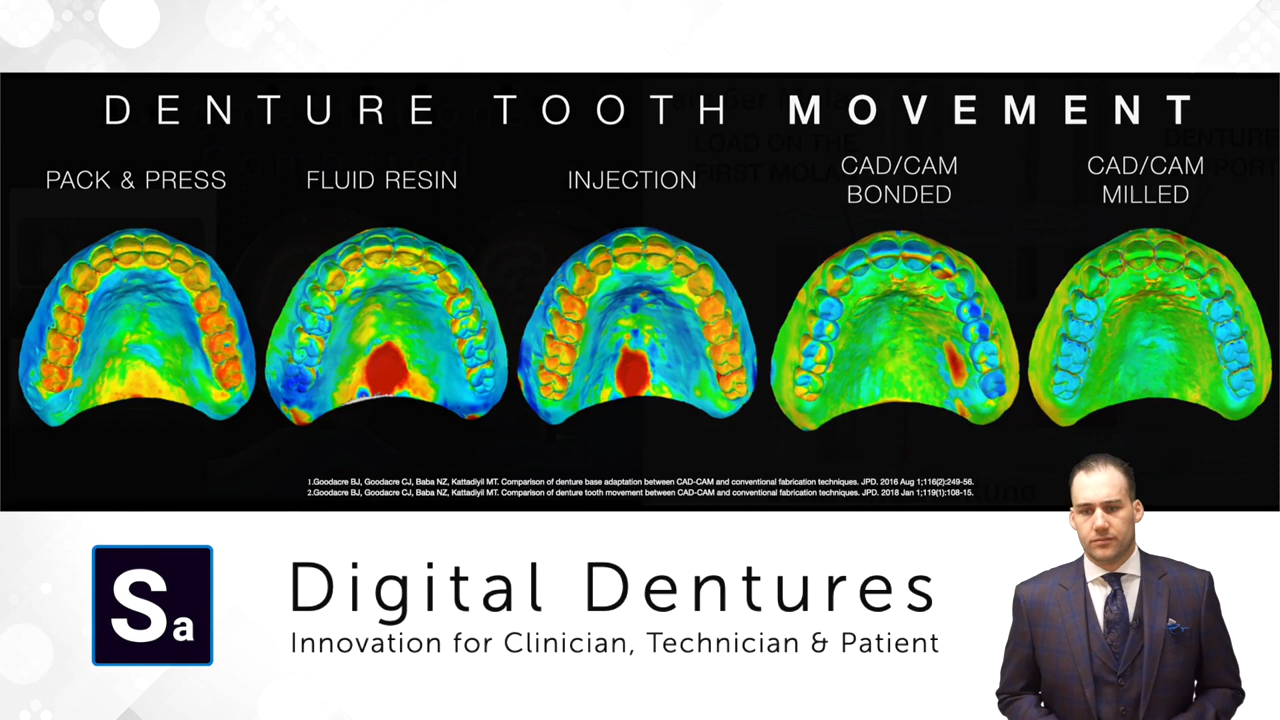 DENTURE TOOTH MOVEMENT
PACK & PRESS
FLUID RESIN
INJECTION
CAD/CAM
BONDED
CAD/CAM
MILLED
1.Goodacre BJ, Goodacre CJ, Baba NZ, Kattadiyil MT. Comparison of denture base adaptation between CAD-CAM and conventional fabrication techniques. JPD. 2016 Aug 1;116(2):249-56.
2.Goodacre BJ, Goodacre CJ, Baba NZ, Kattadiyil MT. Comparison of denture tooth movement between CAD-CAM and conventional fabrication techniques. JPD. 2018 Jan 1;119(1):108-15.
Sa
Digital Dentures
Innovation for Clinician, Technician & Patient